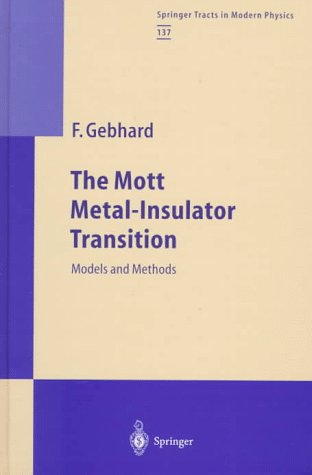 Springer Tracts in Modern Physics
137
F. Gebhard
The Mott
Metal-Insulator
Transition
Models and Methods
Springer